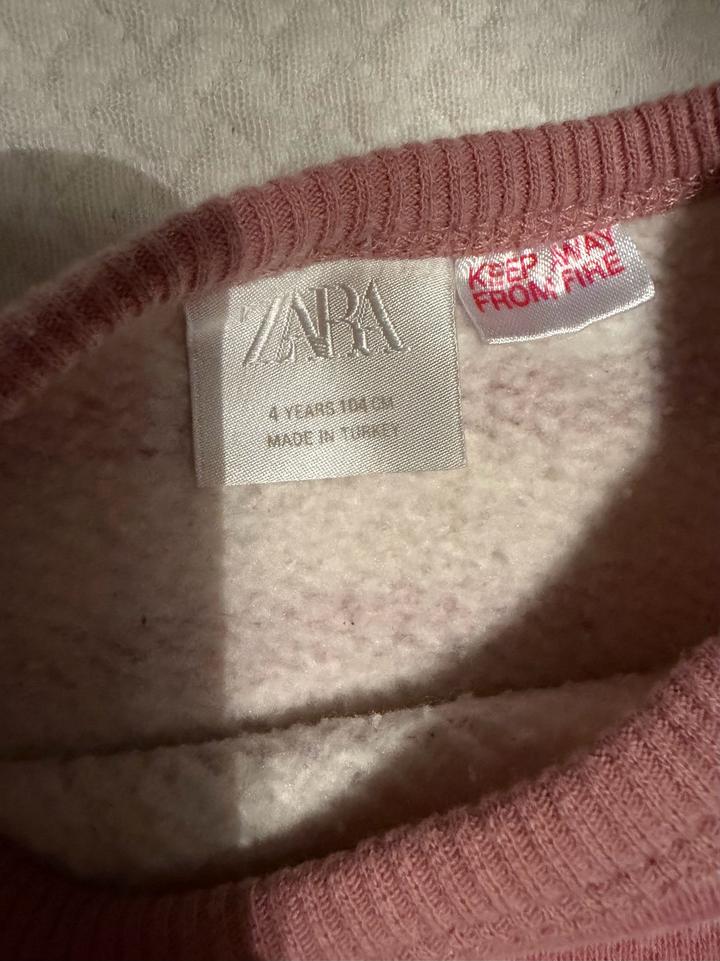 ZARA
4 YEARS 104 CM
MADE IN TURKEY
KEEP AWAY
FROM FIRE